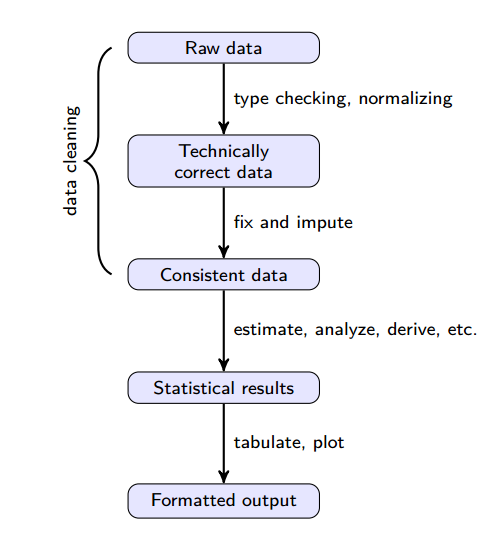 Raw data
type checking, normalizing
data cleaning
Technically
correct data
fix and impute
Consistent data
estimate, analyze, derive, etc.
Statistical results
tabulate, plot
Formatted output